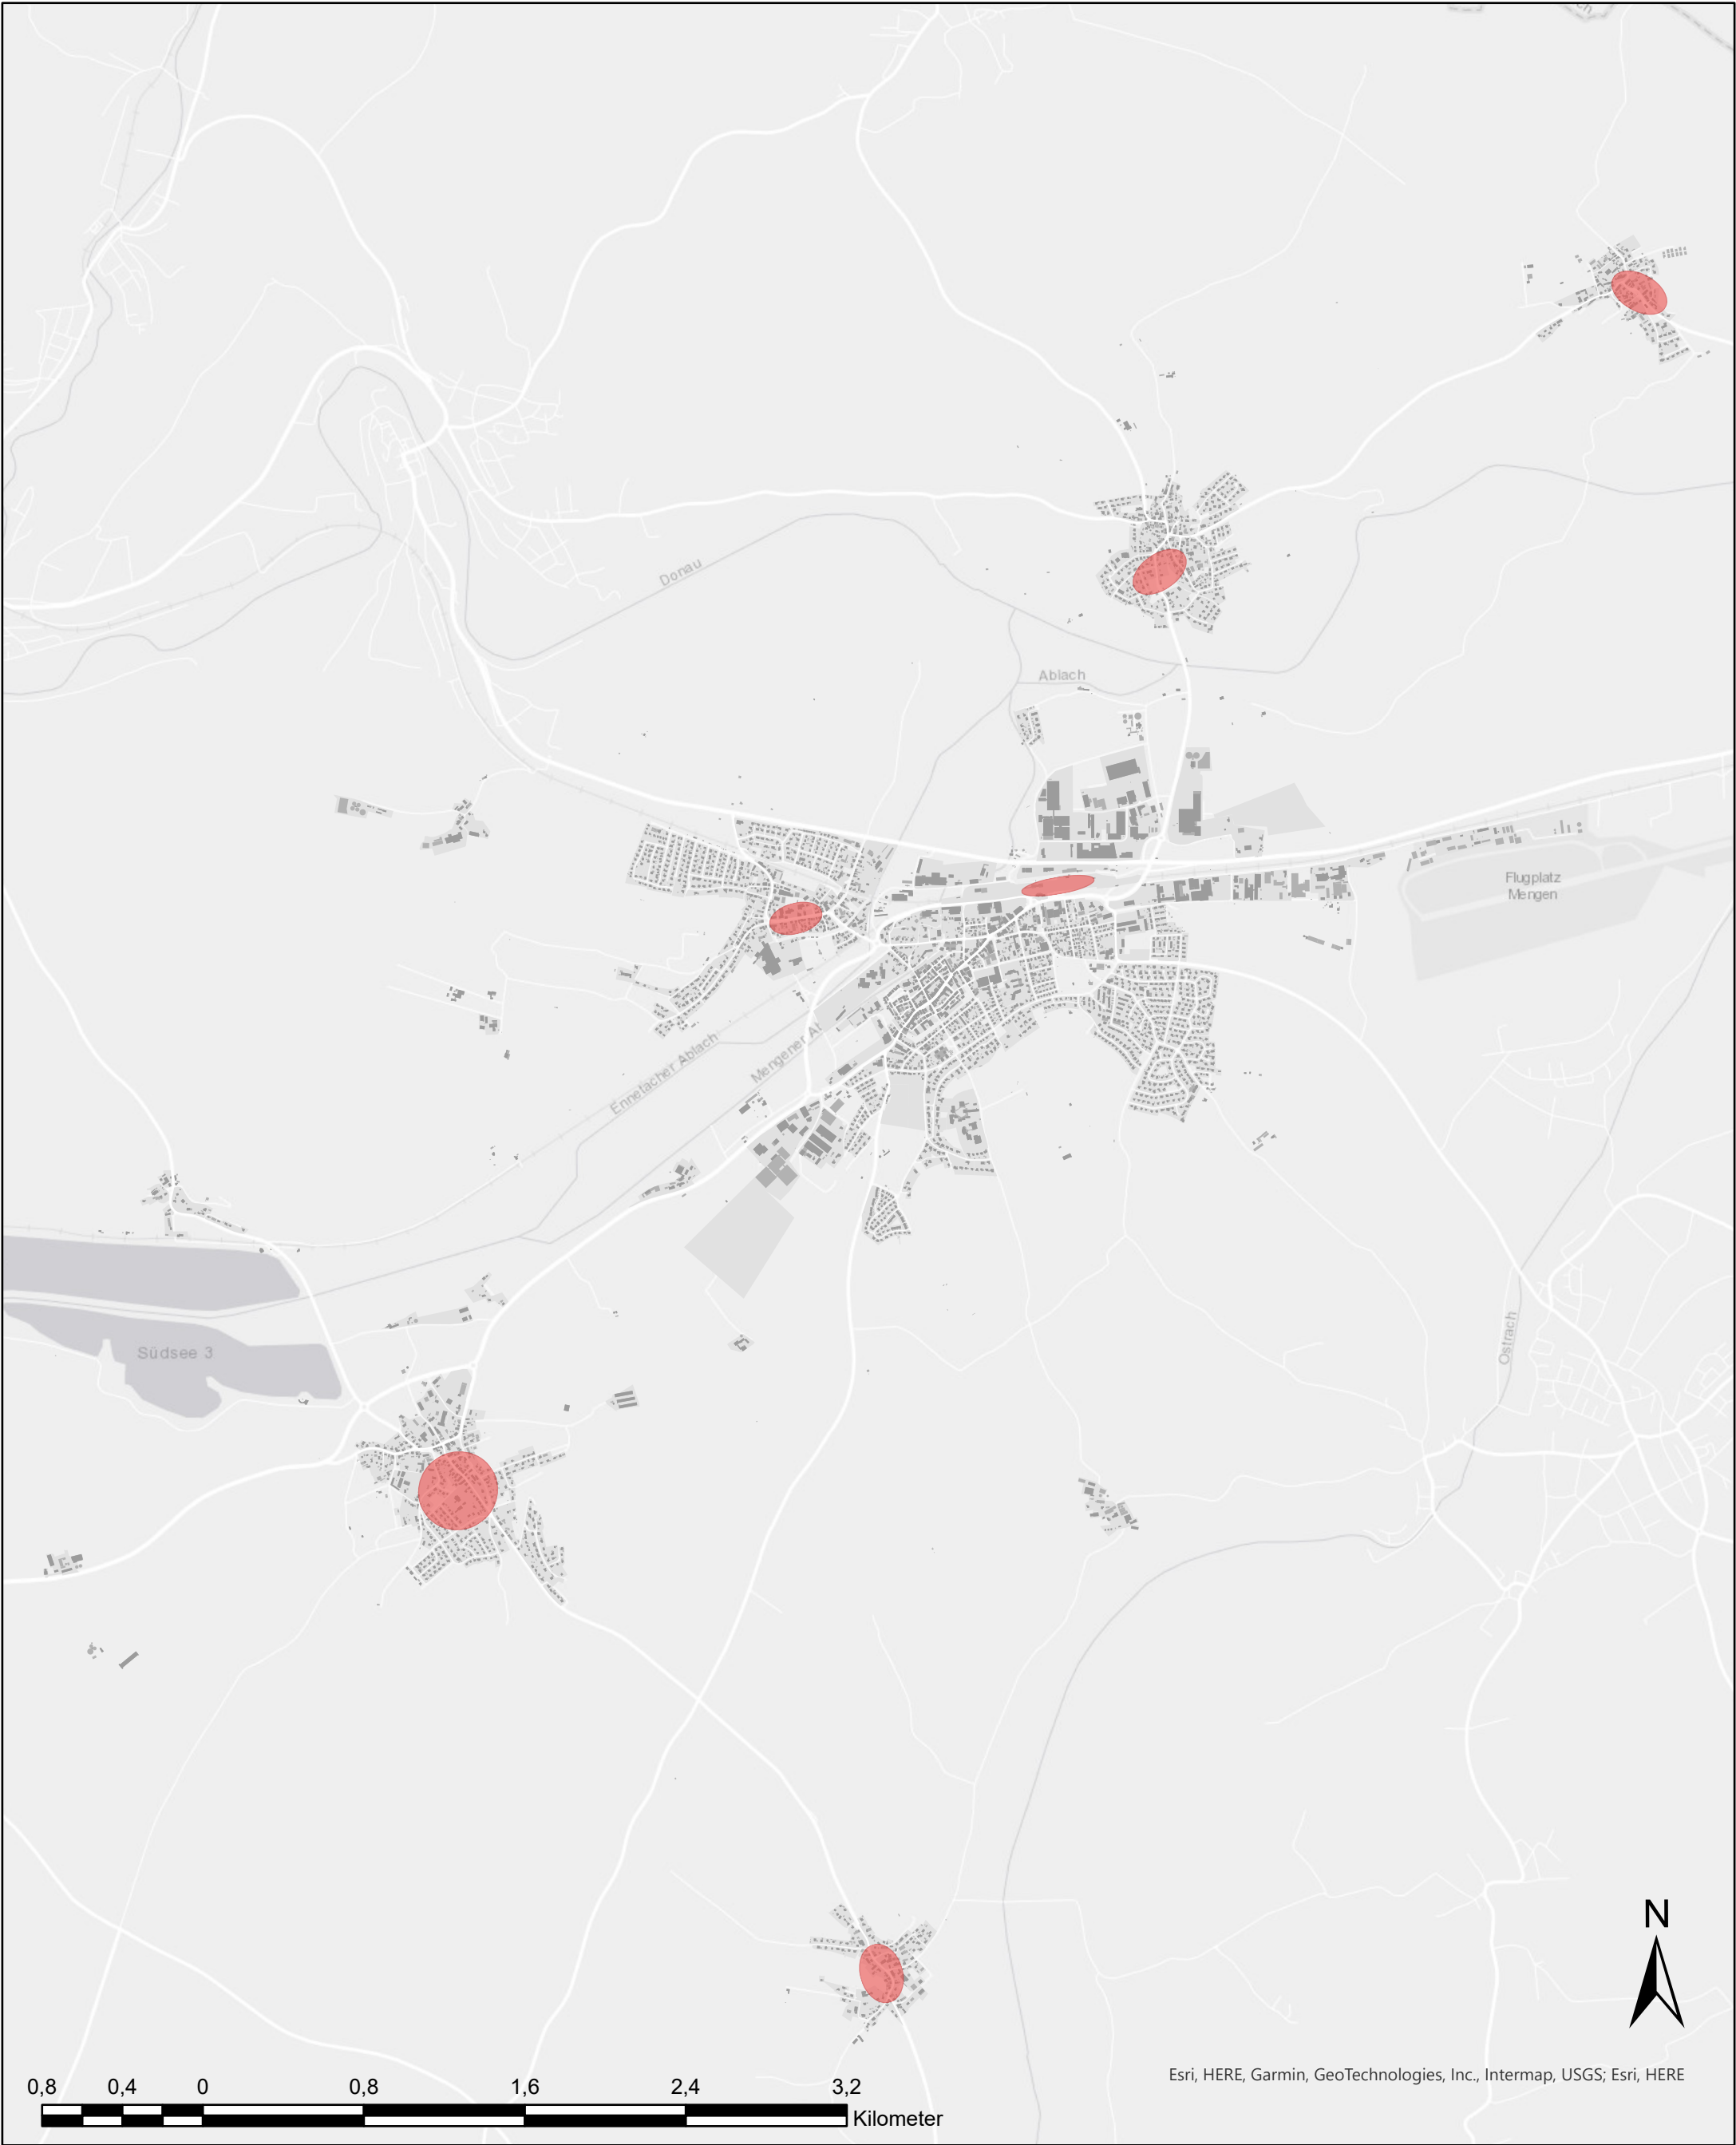 Donau
Ablach
Flugplatz
Mengen
Ennetacher Ablach
Mengener A
Südsee 3
Ostrach
N
Esri, HERE, Garmin, GeoTechnologies, Inc., Intermap, USGS; Esri, HERE
0,8 0,4 0 0,8 1,6 2,4 3,2
Kilometer